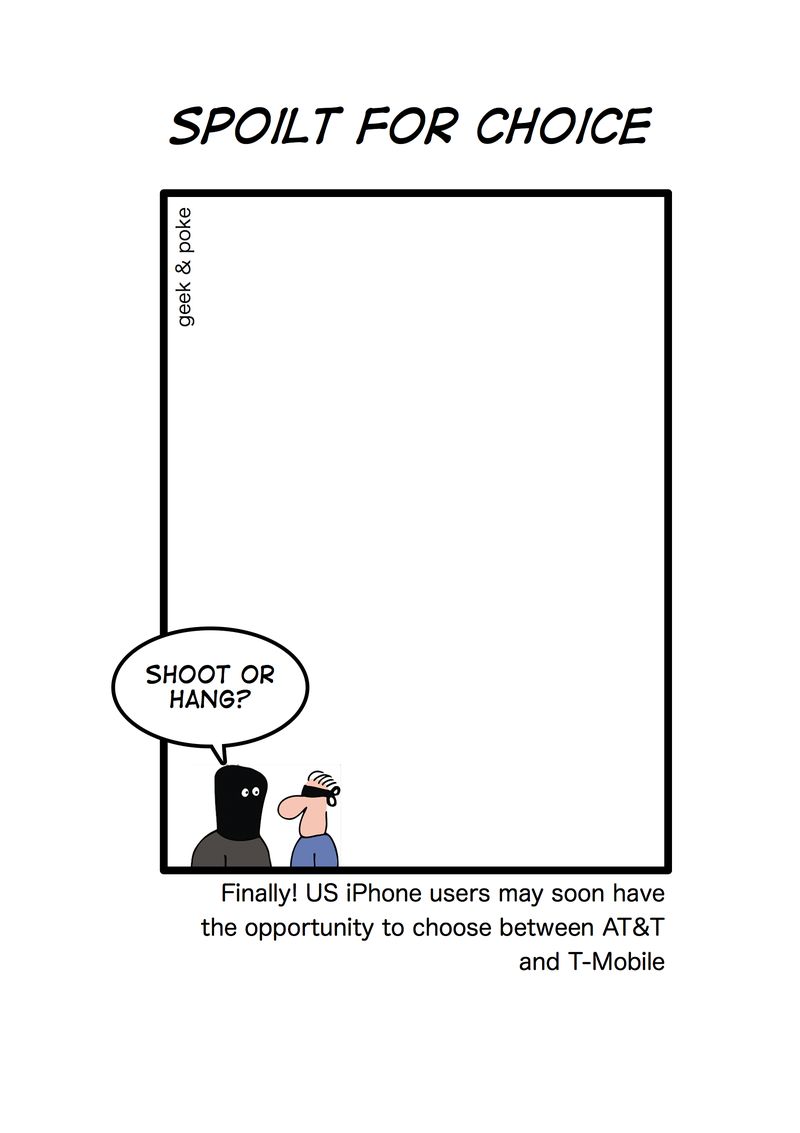 SPOILT FOR CHOICE
geek & poke
SHOOT OR
HANG?
Finally! US iPhone users may soon have
the opportunity to choose between AT&T
and T-Mobile